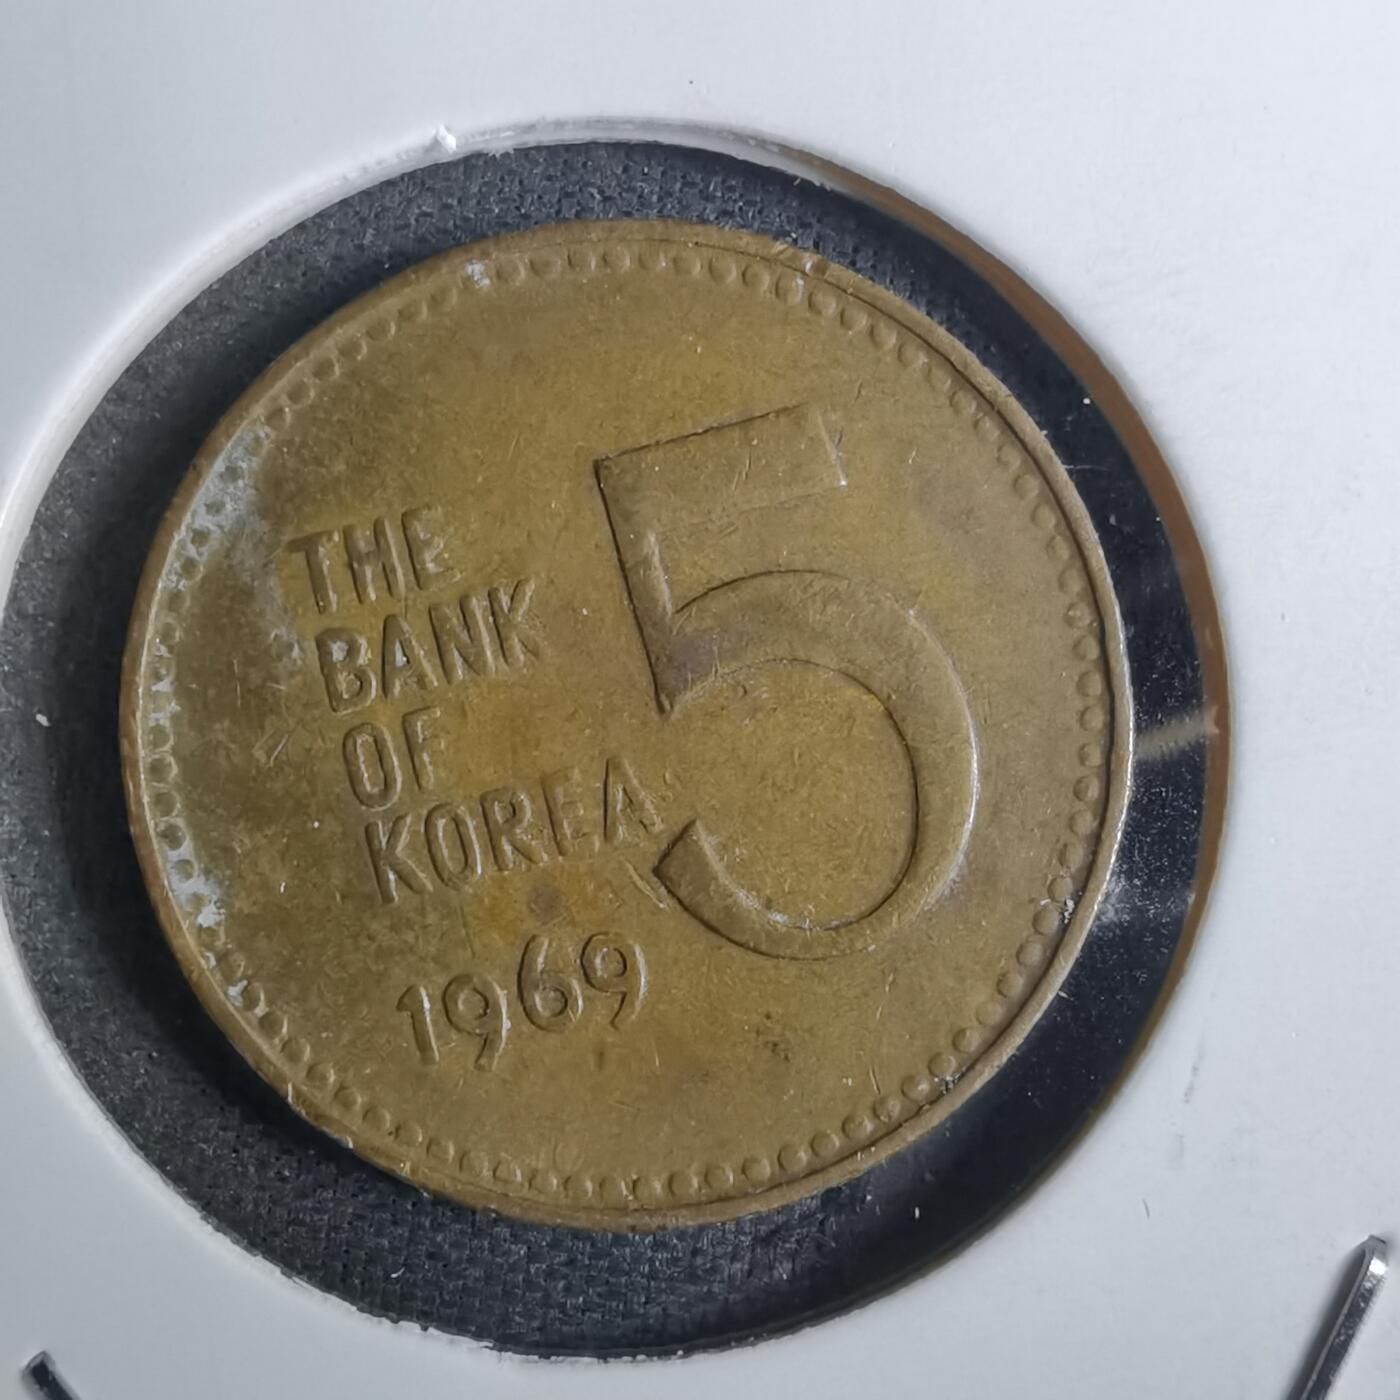 THE
BANK
OF
KOREA
1969
5